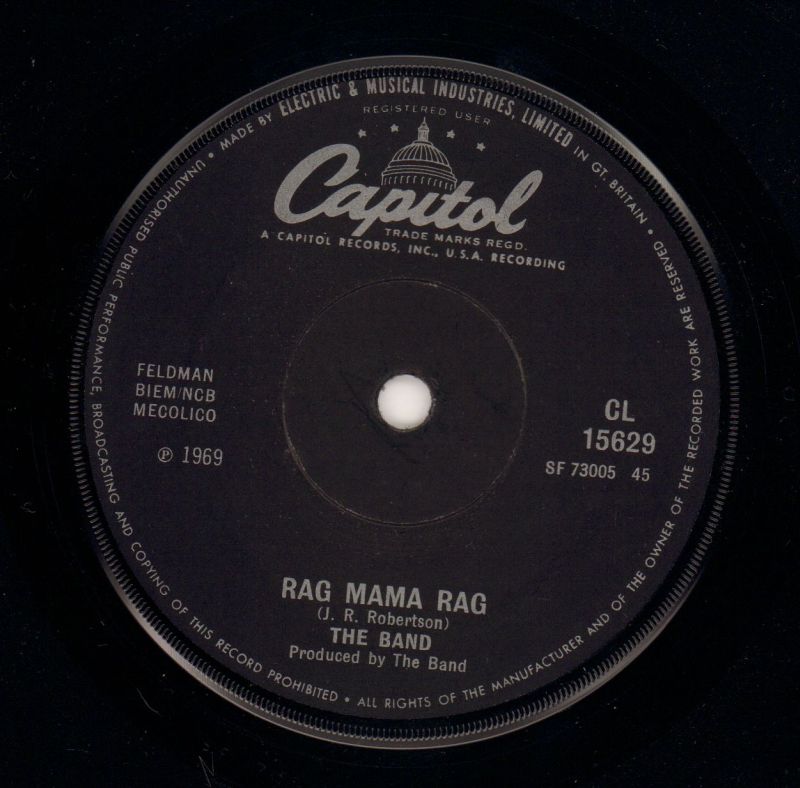 MADE BY ELECTRIC & MUSICAL INDUSTRIES, LIMITED IN GT. BRITAIN • ALL RIGHTS OF THE MANUFACTURER AND OF THE OWNER OF THE RECORDED WORK ARE RESERVED • UNAUTHORISED PUBLIC PERFORMANCE, BROADCASTING AND COPYING OF THIS RECORD PROHIBITED •
REGISTERED USER
Capitol
TRADE MARKS REGD.
A CAPITOL RECORDS, INC., U.S.A. RECORDING
FELDMAN
BIEM/NCB
MECOLICO
℗ 1969
CL
15629
SF 73005 45
RAG MAMA RAG
(J. R. Robertson)
THE BAND
Produced by The Band